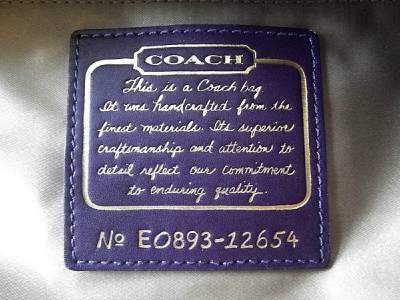 COACH
This is a Coach bag.
It was handcrafted from the
finest materials. Its superior
craftsmanship and attention to
detail reflect our commitment
to enduring quality.
No E0893-12654